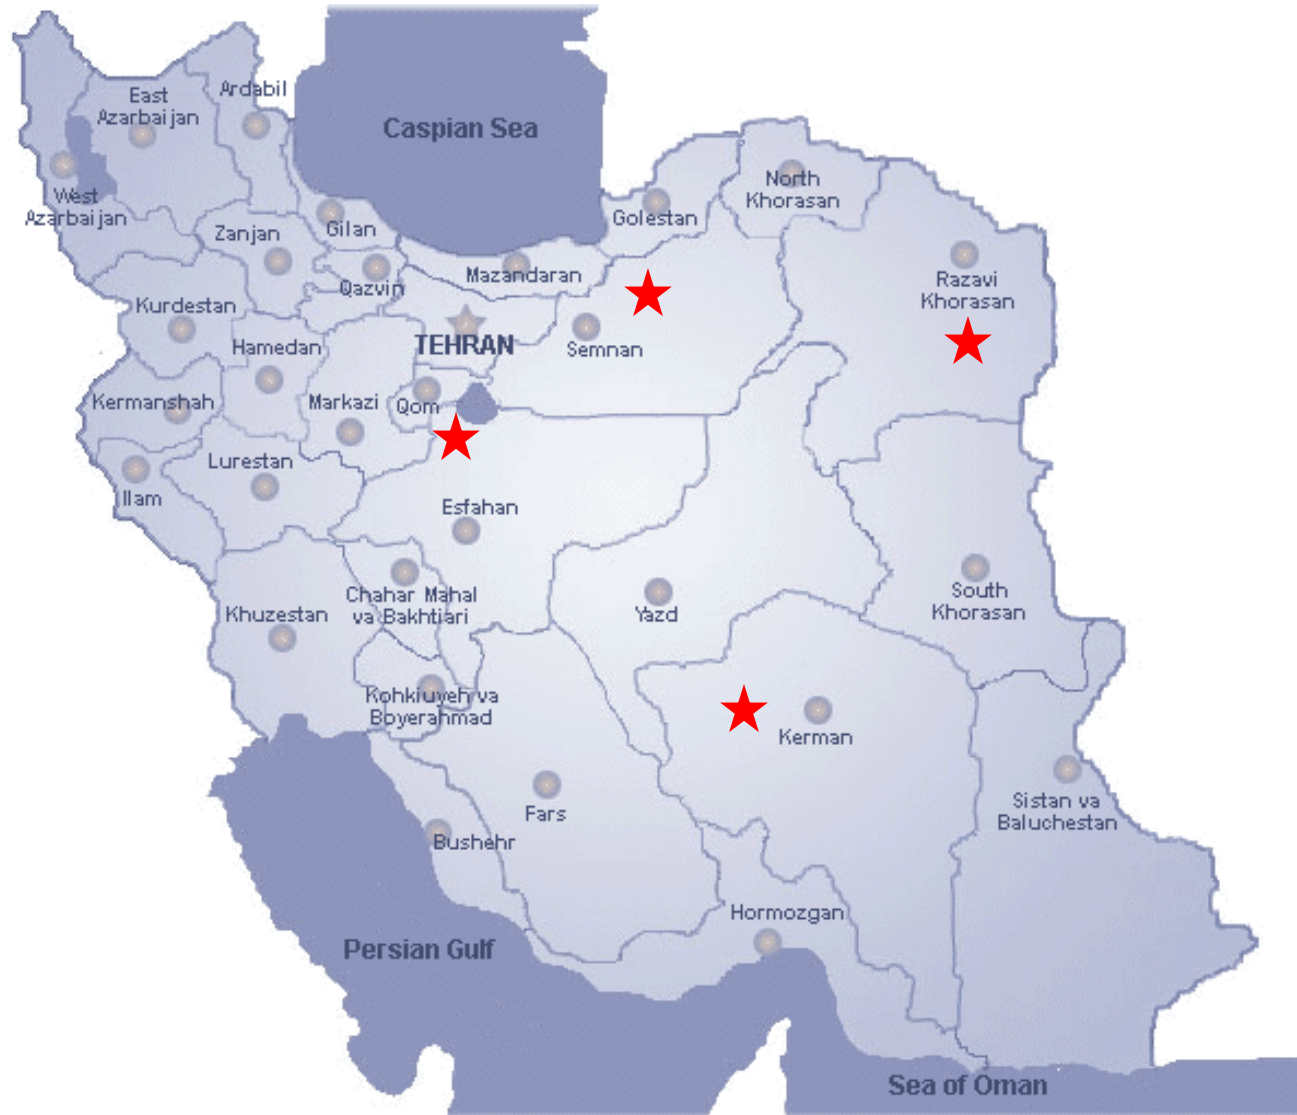 Ardabil
East
Azarbaijan
Caspian Sea
West
Azarbaijan
North
Khorasan
Golestan
Gilan
Zanjan
Mazandaran
Qazvin
Razavi
Khorasan
Kurdestan
TEHRAN
Hamedan
Semnan
Kermanshah
Markazi
Qom
Lurestan
Ilam
Esfahan
Chahar Mahal
va Bakhtiari
Khuzestan
Yazd
South
Khorasan
Kohkiuyeh va
Boyerahmad
Kerman
Sistan va
Baluchestan
Fars
Bushehr
Hormozgan
Persian Gulf
Sea of Oman